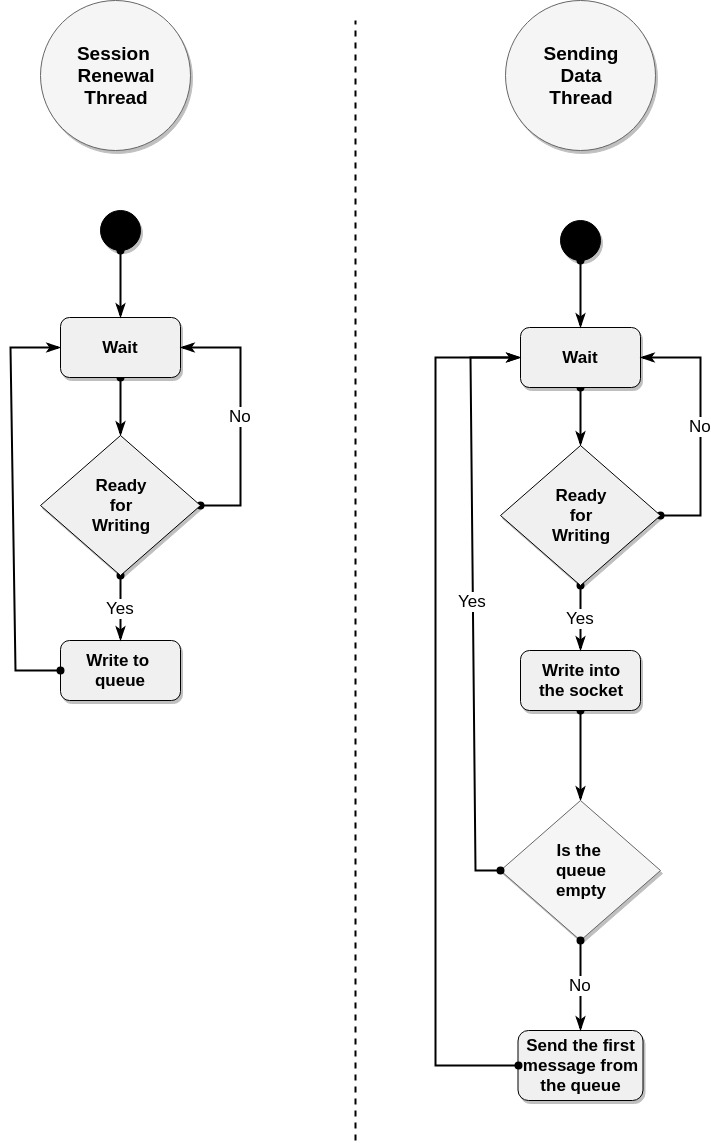 Session
Renewal
Thread
Wait
No
Ready
for
Writing
Yes
Write to
queue
Sending
Data
Thread
Wait
No
Ready
for
Writing
Yes
Yes
Write into
the socket
Is the
queue
empty
No
Send the first
message from
the queue